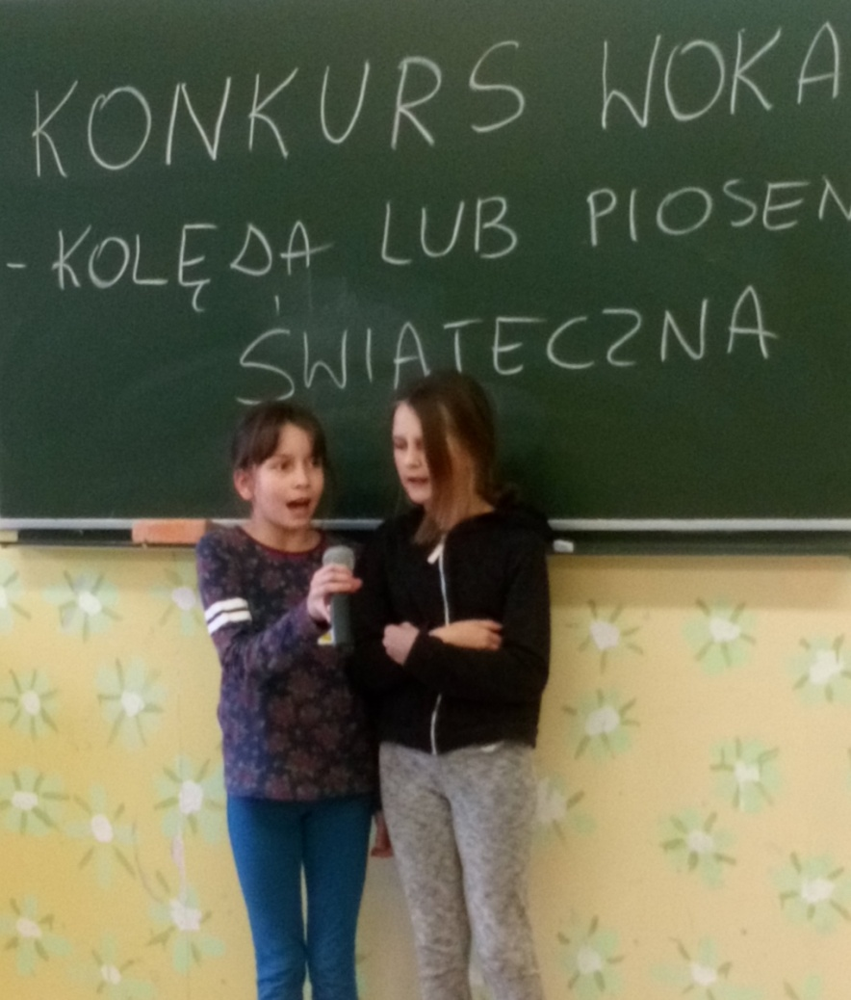 KONKURS WOKA
- KOLĘDA LUB PIOSEN
ŚWIATECZNA